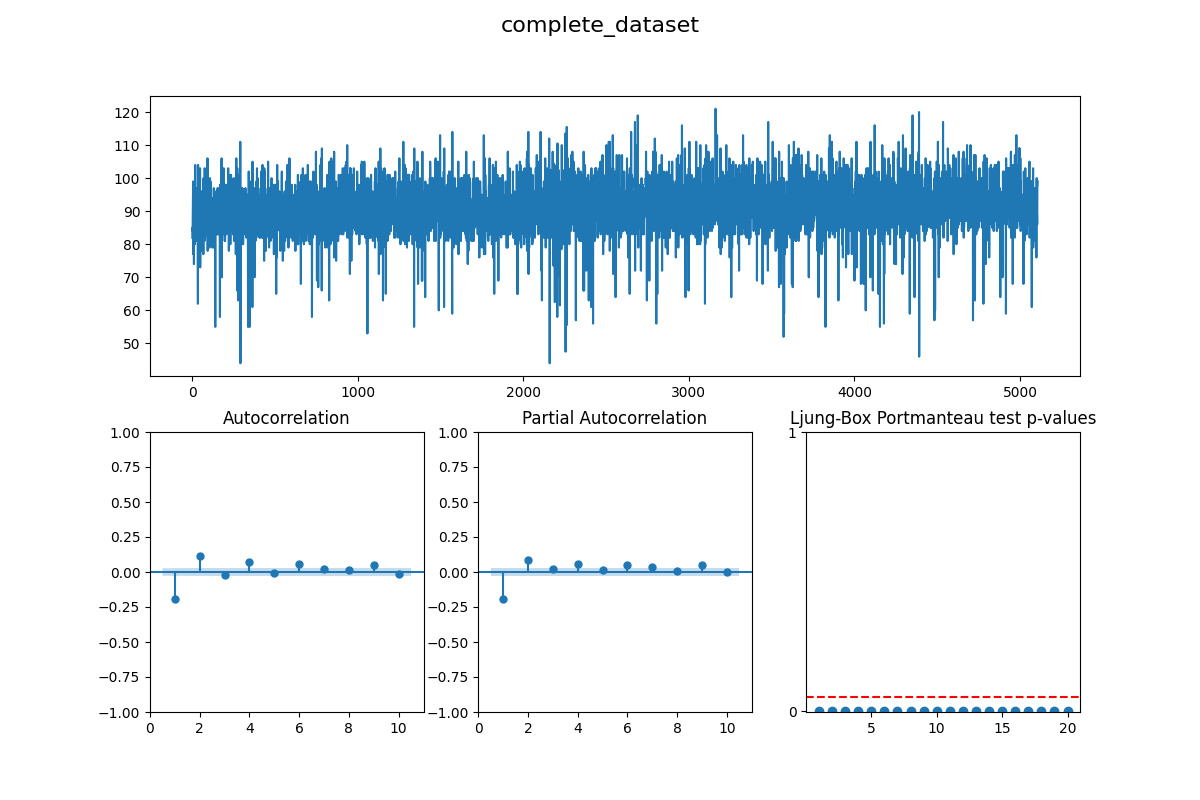 complete_dataset
120
110
100
90
80
70
60
50
0 1000 2000 3000 4000 5000
Autocorrelation Partial Autocorrelation Ljung-Box Portmanteau test p-values
1.00 1.00 1
0.75 0.75
0.50 0.50
0.25 0.25
0.00 0.00
−0.25 −0.25
−0.50 −0.50
−0.75 −0.75
−1.00 −1.00 0
0 2 4 6 8 10 0 2 4 6 8 10 5 10 15 20